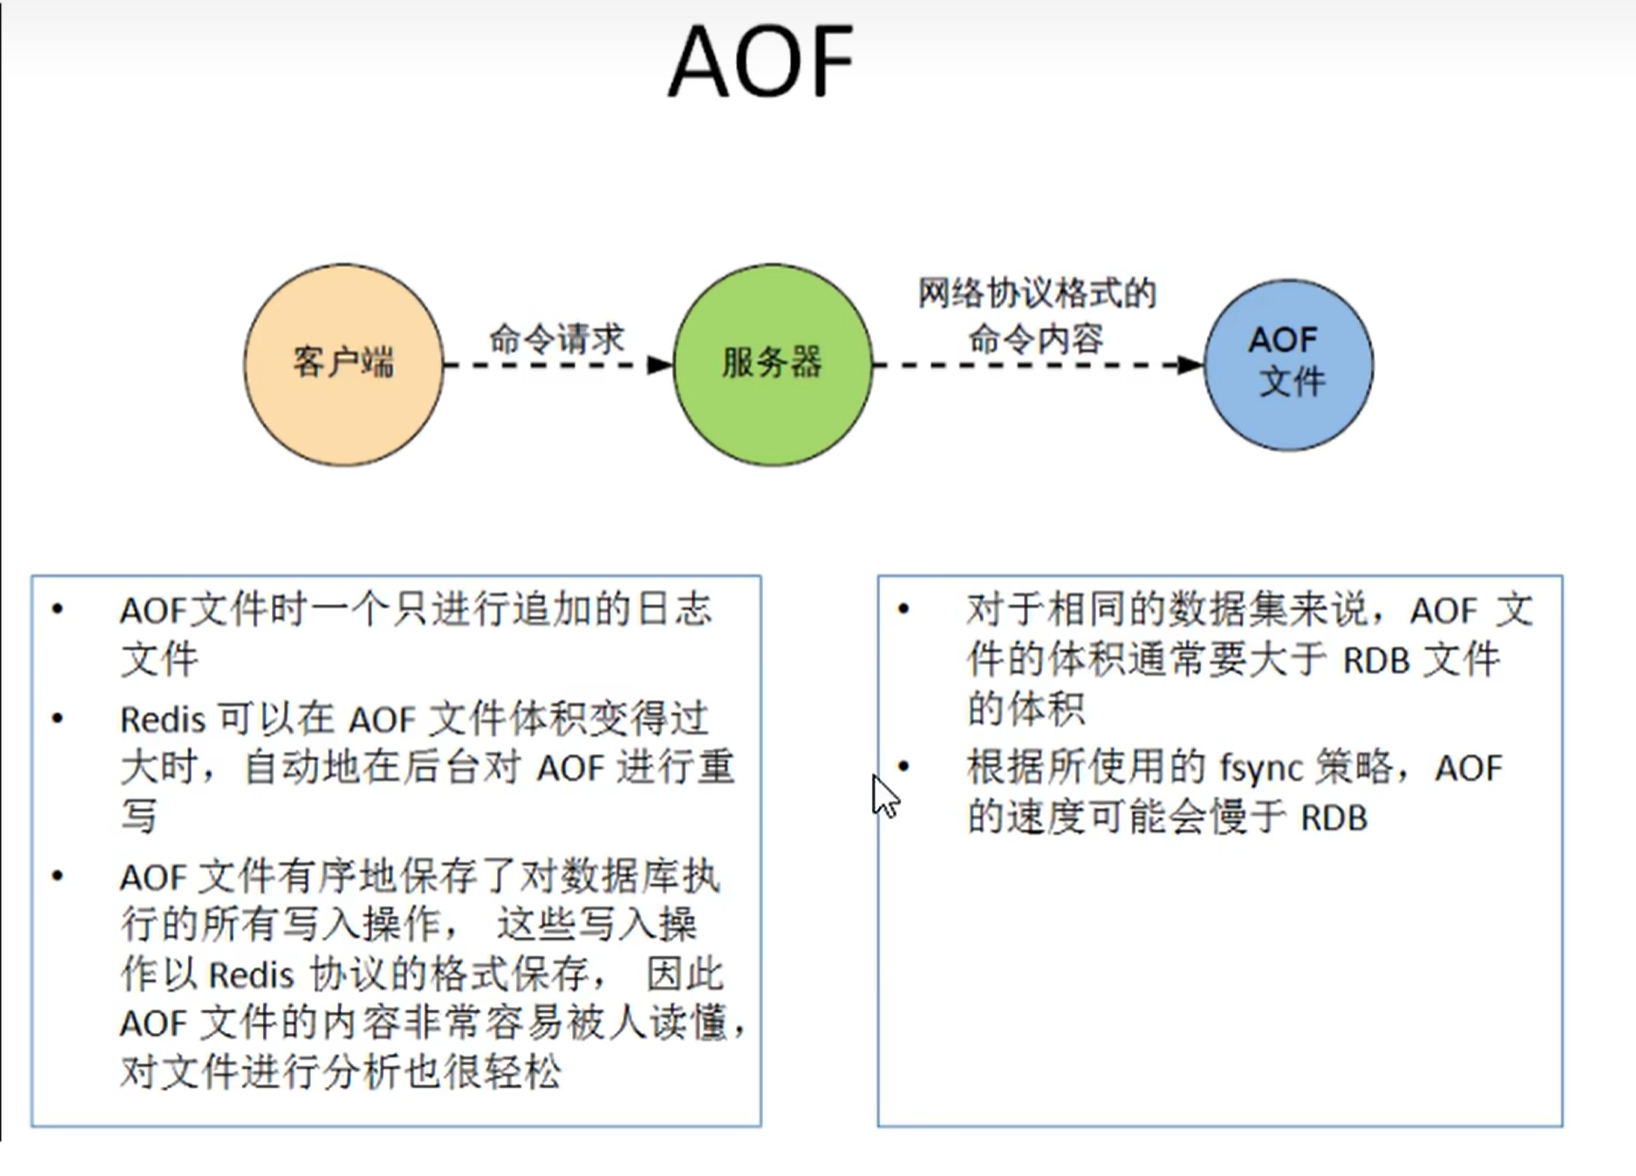 AOF
客户端
命令请求
服务器
网络协议格式的
命令内容
AOF
文件
• AOF文件时一个只进行追加的日志
文件
• Redis 可以在 AOF 文件体积变得过
大时，自动地在后台对 AOF 进行重
写
• AOF 文件有序地保存了对数据库执
行的所有写入操作， 这些写入操
作以 Redis 协议的格式保存， 因此
AOF 文件的内容非常容易被人读懂，
对文件进行分析也很轻松
• 对于相同的数据集来说，AOF 文
件的体积通常要大于 RDB 文件
的体积
• 根据所使用的 fsync 策略，AOF
的速度可能会慢于 RDB